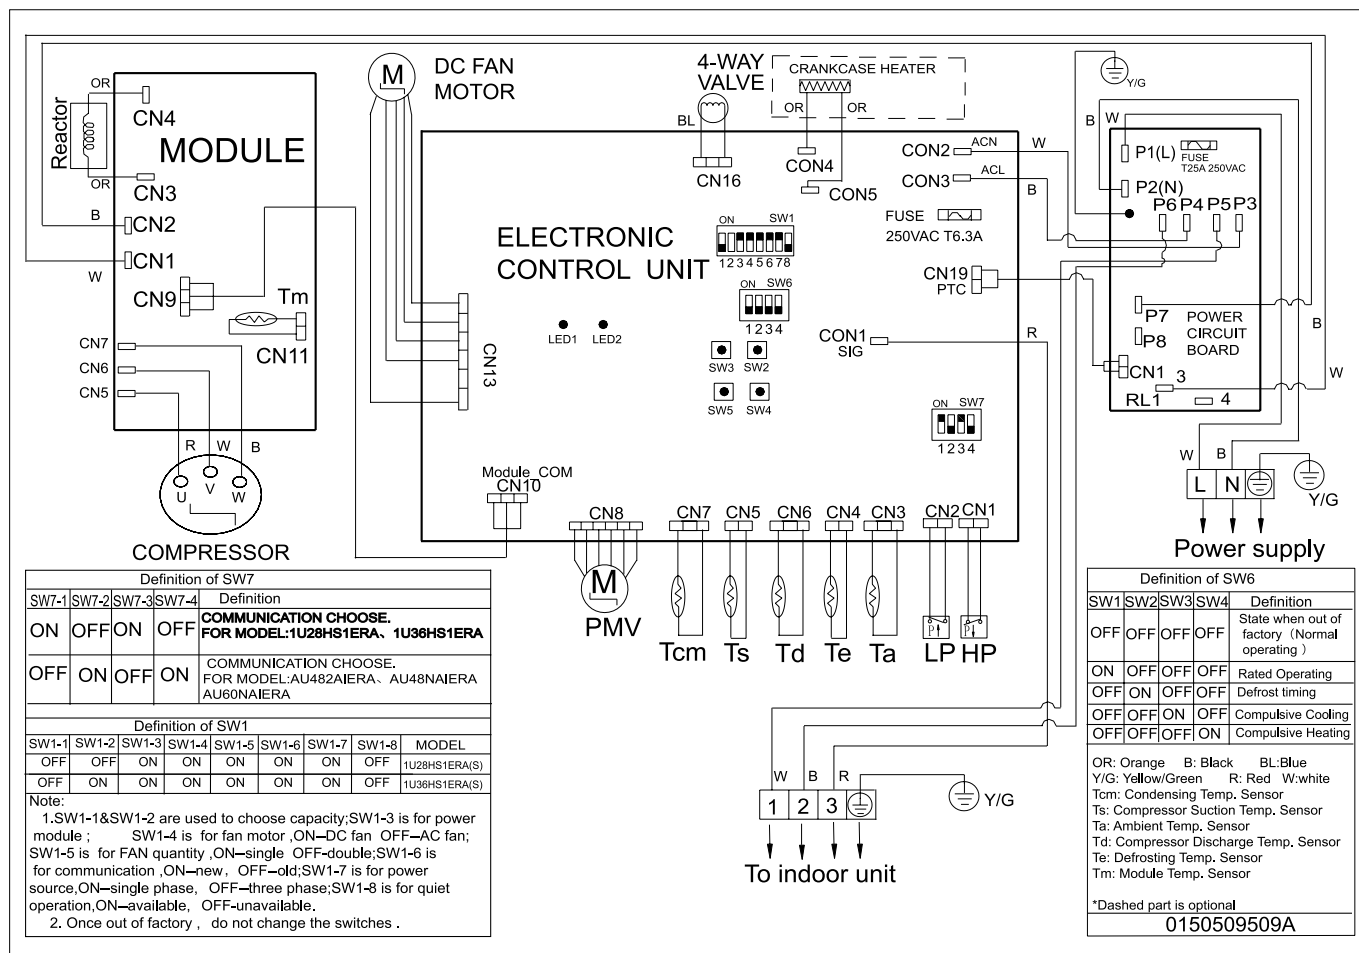 OR
Reactor
OR
CN4
MODULE
CN3
B
CN2
CN1
W
CN9
Tm
CN11
CN7
CN6
CN5
R W B
U V W
COMPRESSOR
M
DC FAN
MOTOR
4-WAY
VALVE
BL
CN16
CRANKCASE HEATER
OR OR
CON4
CON5
CON2 ACN W
CON3 ACL B
FUSE
250VAC T6.3A
ELECTRONIC
CONTROL UNIT
ON SW1
12345678
ON SW6
1234
LED1 LED2
SW3 SW2
SW5 SW4
CN19
PTC
CON1
SIG
R
ON SW7
1234
CN13
Module_COM
CN10
CN8
M
PMV
CN7 CN5 CN6 CN4 CN3 CN2 CN1
P P
Tcm Ts Td Te Ta LP HP
Y/G
B W
P1(L)
FUSE
T25A 250VAC
P2(N)
P6 P4 P5 P3
P7
P8
POWER
CIRCUIT
BOARD
CN1
3
RL1 4
B
W
W B
L N
Y/G
Power supply
W B R
1 2 3
Y/G
To indoor unit
Definition of SW7
SW7-1 SW7-2 SW7-3 SW7-4 Definition
ON OFF ON OFF COMMUNICATION CHOOSE.
FOR MODEL:1U28HS1ERA、1U36HS1ERA
OFF ON OFF ON COMMUNICATION CHOOSE.
FOR MODEL:AU482AIERA、AU48NAIERA
AU60NAIERA
Definition of SW1
SW1-1 SW1-2 SW1-3 SW1-4 SW1-5 SW1-6 SW1-7 SW1-8 MODEL
OFF OFF ON ON ON ON ON OFF 1U28HS1ERA(S)
OFF ON ON ON ON ON ON OFF 1U36HS1ERA(S)
Note:
1.SW1-1&SW1-2 are used to choose capacity;SW1-3 is for power
module ; SW1-4 is for fan motor ,ON—DC fan OFF—AC fan;
SW1-5 is for FAN quantity ,ON—single OFF-double;SW1-6 is
for communication ,ON—new, OFF-old;SW1-7 is for power
source,ON—single phase, OFF—three phase;SW1-8 is for quiet
operation,ON—available, OFF-unavailable.
2. Once out of factory , do not change the switches .
Definition of SW6
SW1 SW2 SW3 SW4 Definition
OFF OFF OFF OFF State when out of
factory (Normal
operating )
ON OFF OFF OFF Rated Operating
OFF ON OFF OFF Defrost timing
OFF OFF ON OFF Compulsive Cooling
OFF OFF OFF ON Compulsive Heating
OR: Orange B: Black BL:Blue
Y/G: Yellow/Green R: Red W:white
Tcm: Condensing Temp. Sensor
Ts: Compressor Suction Temp. Sensor
Ta: Ambient Temp. Sensor
Td: Compressor Discharge Temp. Sensor
Te: Defrosting Temp. Sensor
Tm: Module Temp. Sensor
*Dashed part is optional
0150509509A